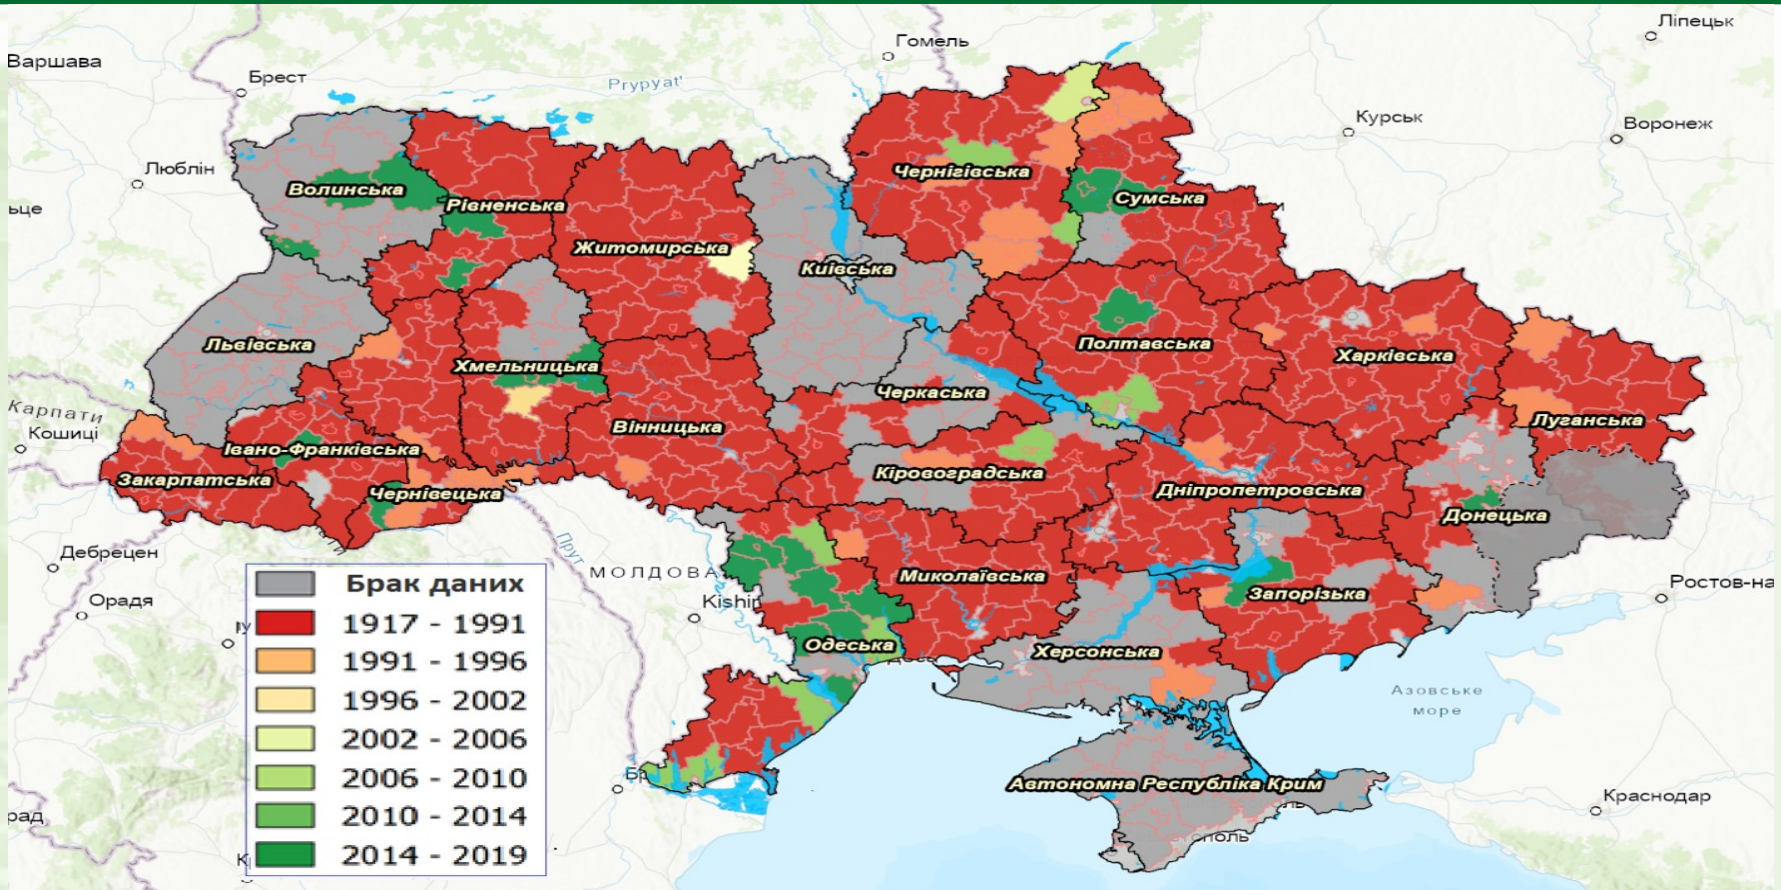 Ліпецьк
Гомель
Варшава
Брест
Prypyat'
Курськ
Воронеж
Люблін
Волинська
Чернігівська
Сумська
ьце
Рівненська
Житомирська
Київська
Львівська
Хмельницька
Полтавська
Харківська
Черкаська
Карпати
Кошиці
Вінницька
Луганська
Івано-Франківська
Закарпатська
Чернівецька
Кіровоградська
Дніпропетровська
Донецька
Дебрецен
Прут
МОЛДОВА
Миколаївська
Запорізька
Ростов-на
Орадя
Kishin
Одеська
Херсонська
Азовське
море
Автономна Республіка Крим
Краснодар
рад
Брак даних
1917 - 1991
1991 - 1996
1996 - 2002
2002 - 2006
2006 - 2010
2010 - 2014
2014 - 2019